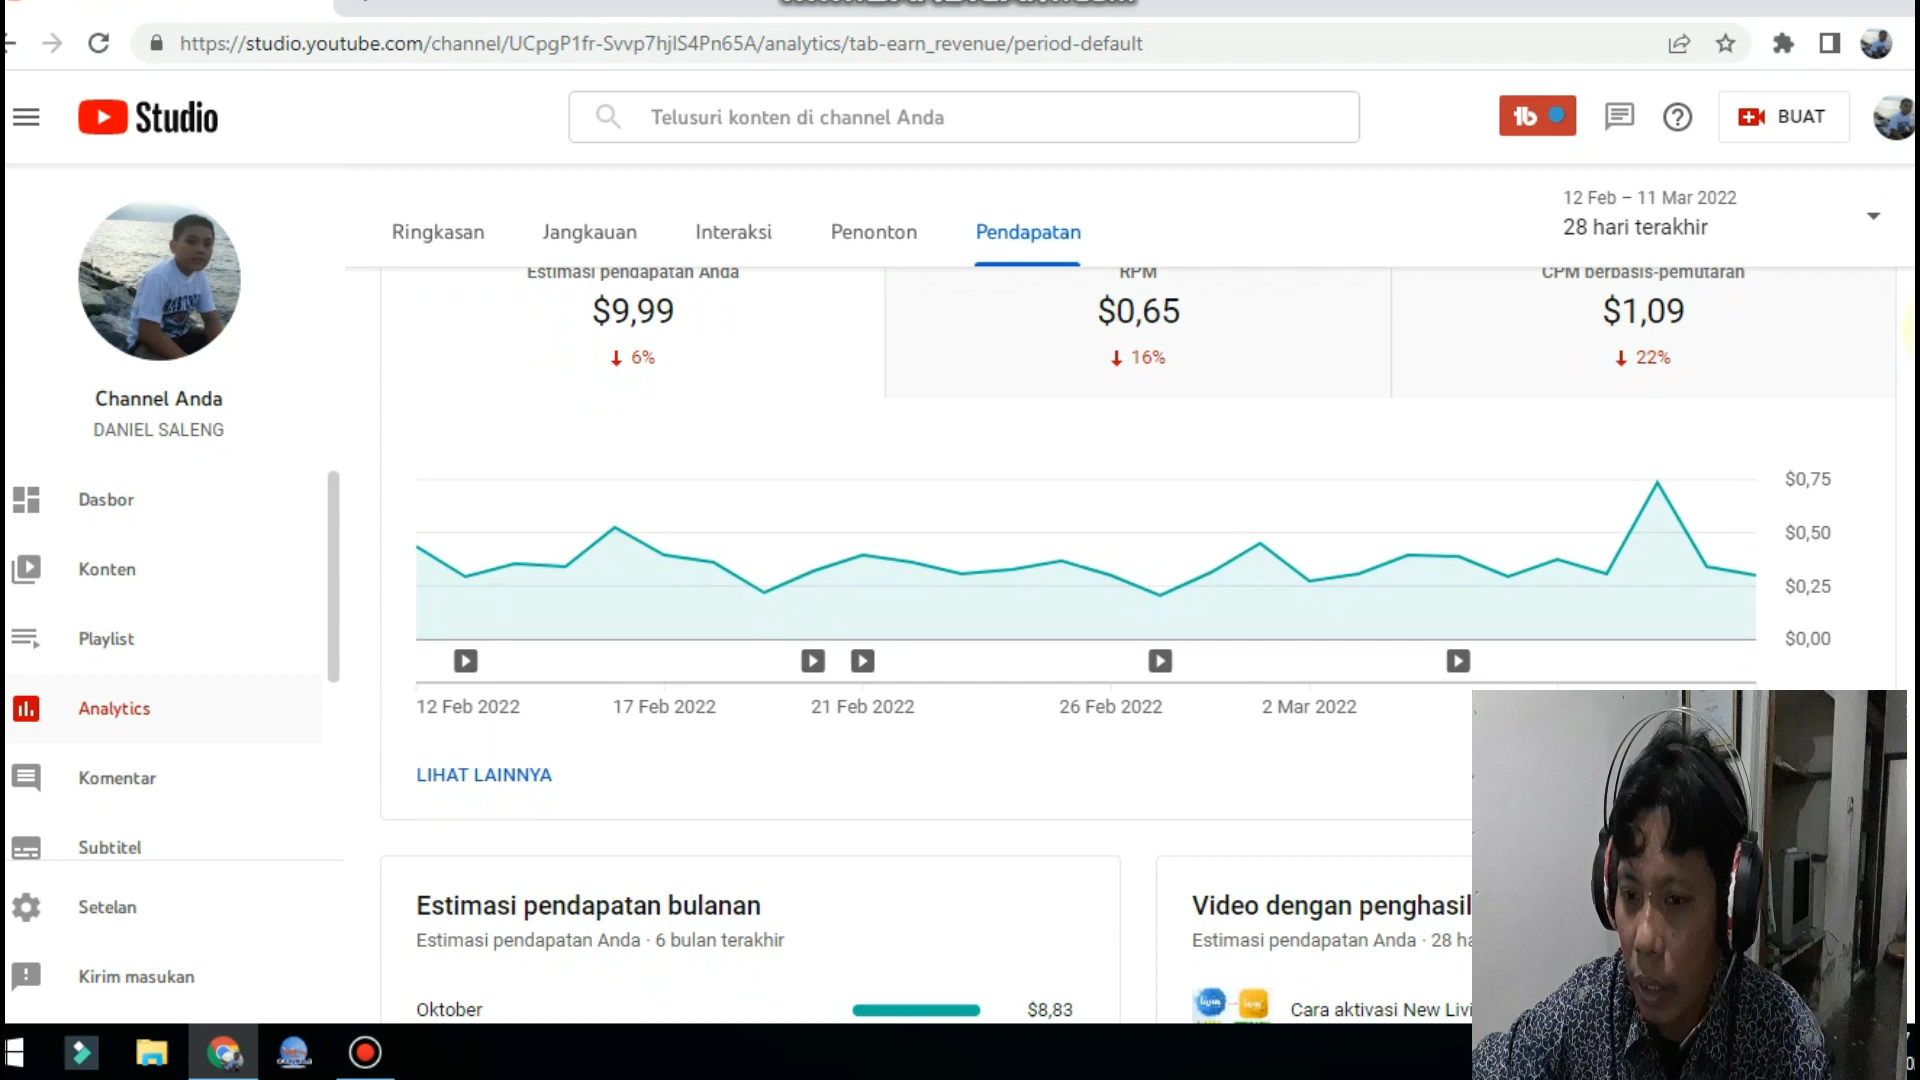 https://studio.youtube.com/channel/UCpgP1fr-Svvp7hjlS4Pn65A/analytics/tab-earn_revenue/period-default
Studio
Telusuri konten di channel Anda
BUAT
12 Feb – 11 Mar 2022
28 hari terakhir
Ringkasan
Jangkauan
Interaksi
Penonton
Pendapatan
Estimasi pendapatan Anda
$9,99
6%
RPM
$0,65
16%
CPM berbasis-pemutaran
$1,09
22%
Channel Anda
DANIEL SALENG
Dasbor
Konten
Playlist
Analytics
Komentar
Subtitel
Setelan
Kirim masukan
$0,75
$0,50
$0,25
$0,00
12 Feb 2022
17 Feb 2022
21 Feb 2022
26 Feb 2022
2 Mar 2022
LIHAT LAINNYA
Estimasi pendapatan bulanan
Estimasi pendapatan Anda · 6 bulan terakhir
Oktober
$8,83
Video dengan penghasil
Estimasi pendapatan Anda · 28 ha
Cara aktivasi New Livi